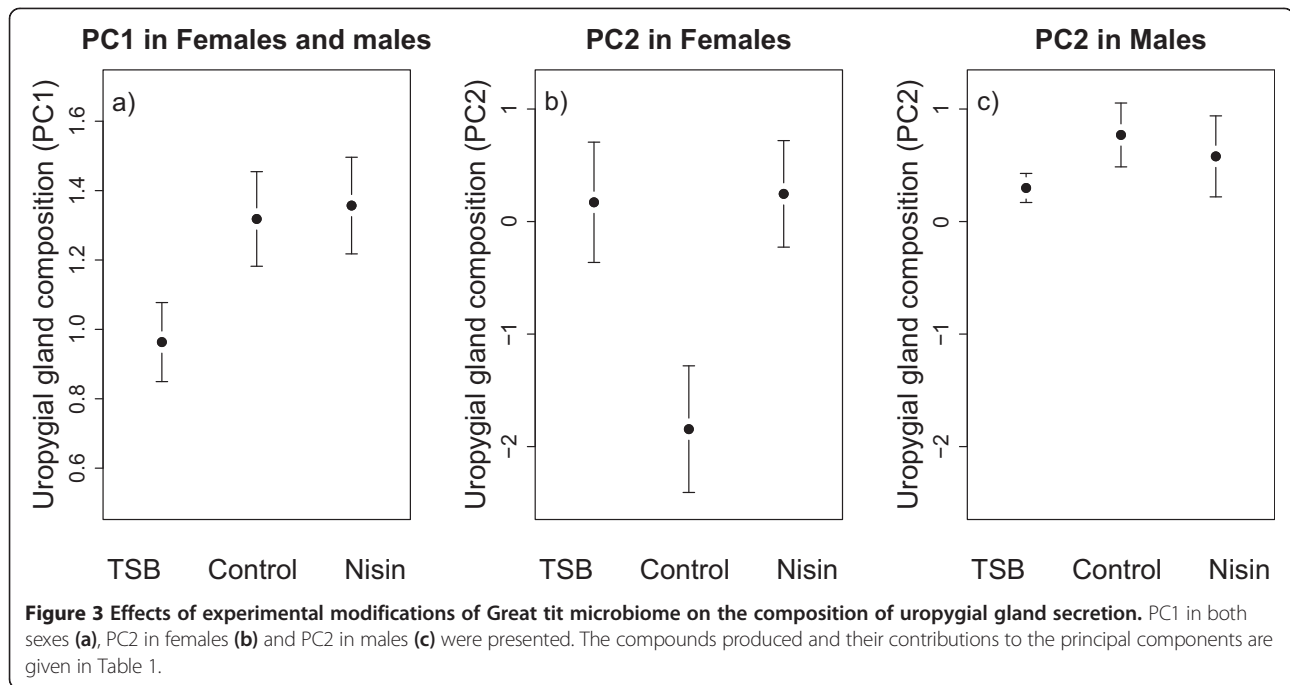 PC1 in Females and males
PC2 in Females
PC2 in Males
a)
Uropygial gland composition (PC1)
0.6 0.8 1.0 1.2 1.4 1.6
TSB Control Nisin
b)
Uropygial gland composition (PC2)
−2 −1 0 1
TSB Control Nisin
c)
Uropygial gland composition (PC2)
−2 −1 0 1
TSB Control Nisin
Figure 3 Effects of experimental modifications of Great tit microbiome on the composition of uropygial gland secretion. PC1 in both
sexes (a), PC2 in females (b) and PC2 in males (c) were presented. The compounds produced and their contributions to the principal components are
given in Table 1.